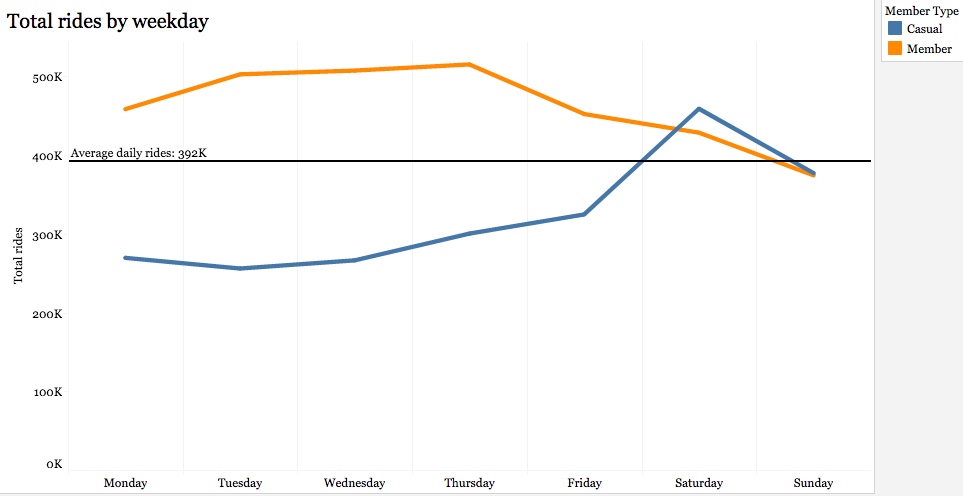 Total rides by weekday
Member Type
Casual
Member
500K
Average daily rides: 392K
400K
300K
Total rides
200K
100K
0K
Monday Tuesday Wednesday Thursday Friday Saturday Sunday